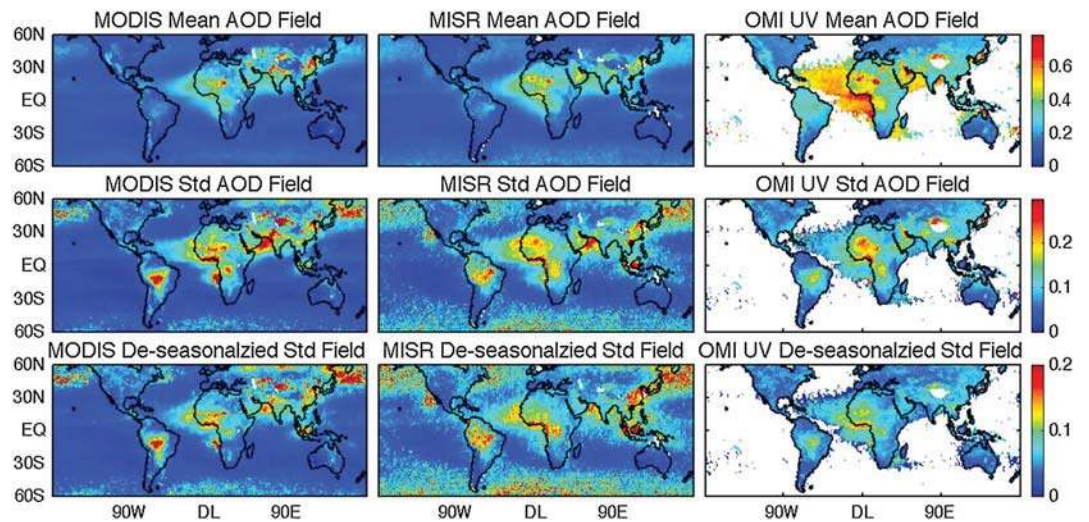 MODIS Mean AOD Field MISR Mean AOD Field OMI UV Mean AOD Field
60N
30N
EQ
30S
60S
0.6
0.4
0.2
0
MODIS Std AOD Field MISR Std AOD Field OMI UV Std AOD Field
60N
30N
EQ
30S
60S
0.2
0.1
0
MODIS De-seasonalzied Std Field MISR De-seasonalzied Std Field OMI UV De-seasonalzied Std Field
60N
30N
EQ
30S
60S
0.2
0.1
0
90W DL 90E 90W DL 90E 90W DL 90E